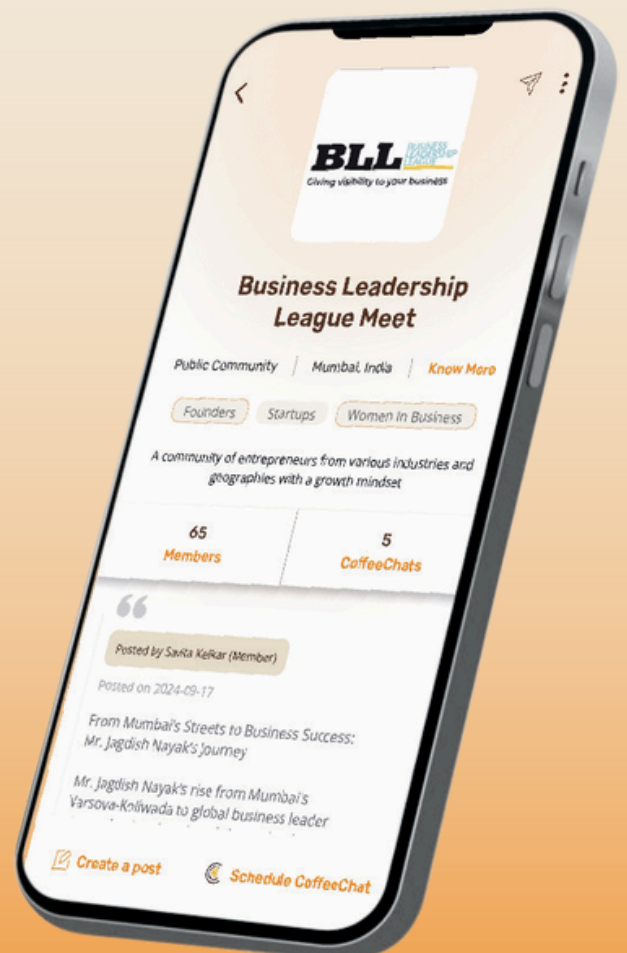 BLL BUSINESS
LEADERSHIP
LEAGUE
Giving visibility to your business
Business Leadership
League Meet
Public Community | Mumbai, India | Know More
Founders Startups Women In Business
A community of entrepreneurs from various industries and
geographies with a growth mindset
65 5
Members CoffeeChats
Posted by Savita Kelkar (Member)
Posted on 2024-09-17
From Mumbai's Streets to Business Success:
Mr. Jagdish Nayak's Journey
Mr. Jagdish Nayak's rise from Mumbai's
Varsova-Koliwada to global business leader
Create a post Schedule CoffeeChat